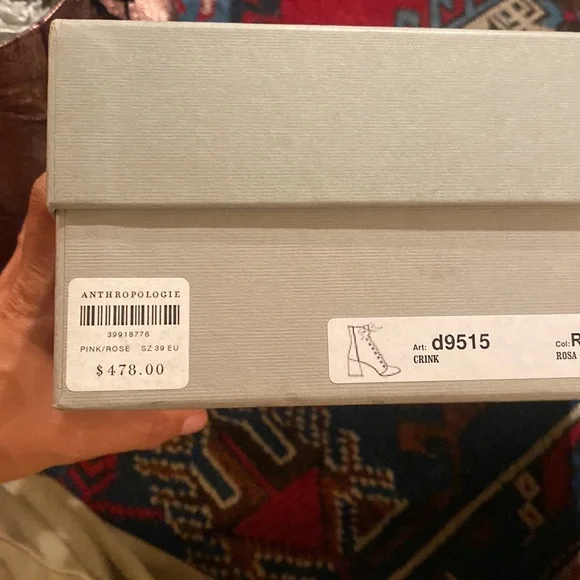 ANTHROPOLOGIE
39918776
PINK/ROSE SZ 39 EU
$478.00
Art: d9515
CRINK
Col: R
ROSA